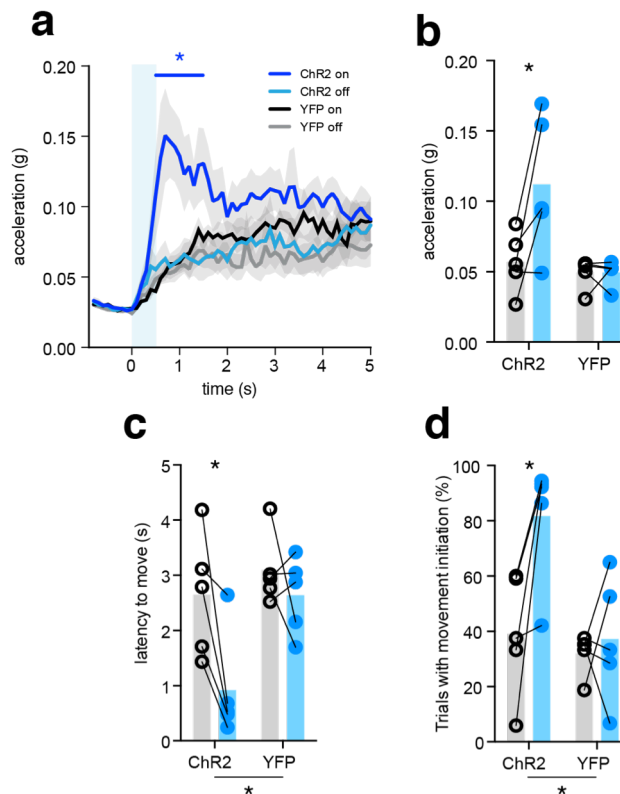 a
*
ChR2 on
ChR2 off
YFP on
YFP off
0.20
0.15
0.10
0.05
0.00
acceleration (g)
0 1 2 3 4 5
time (s)
b
*
0.20
0.15
0.10
0.05
0.00
acceleration (g)
ChR2 YFP
c
*
5
4
3
2
1
0
latency to move (s)
ChR2 YFP
*
d
*
100
80
60
40
20
0
Trials with movement initiation (%)
ChR2 YFP
*